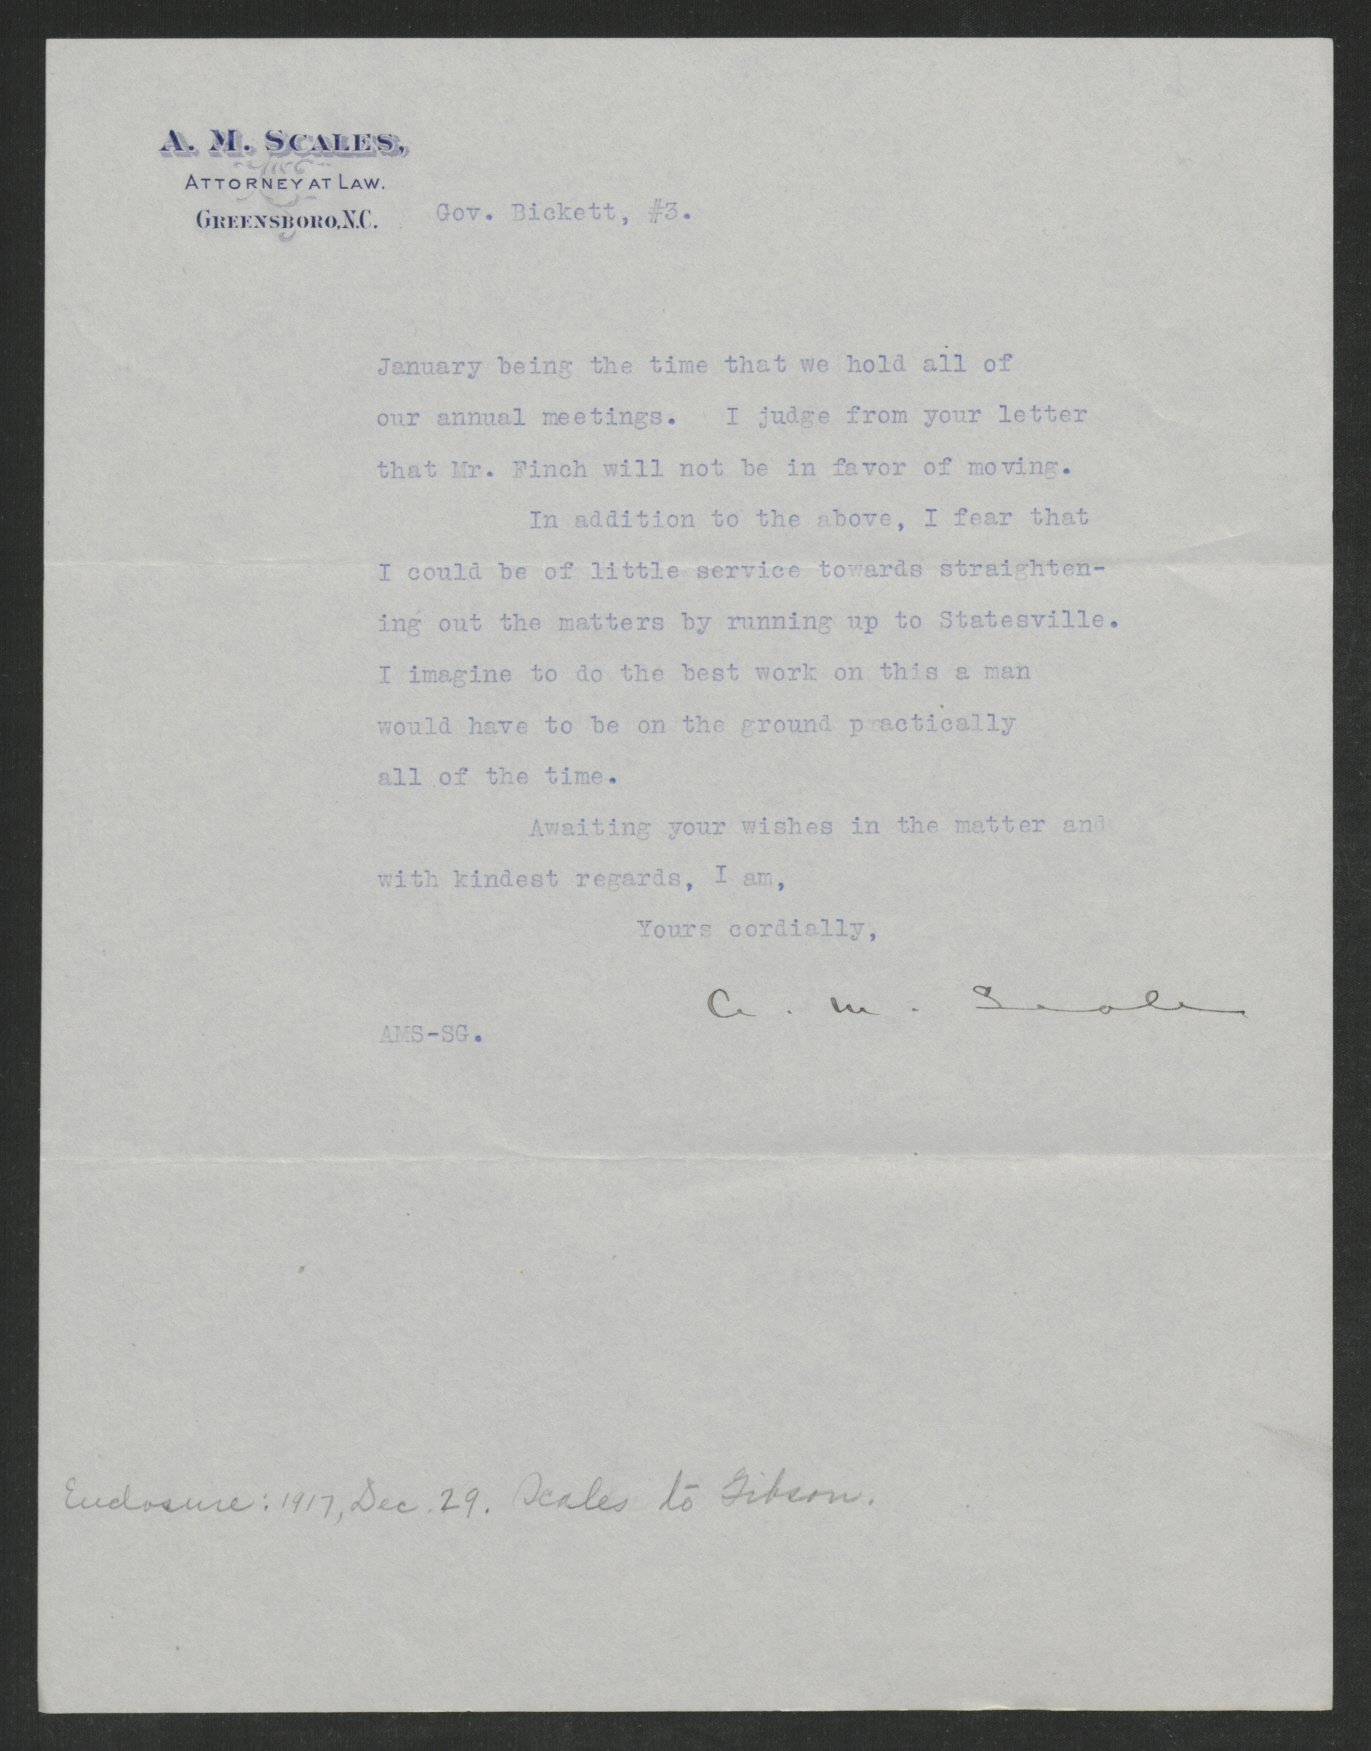 A. M. SCALES,
ATTORNEY AT LAW.
GREENSBORO, N.C.
Gov. Bickett, #3.
January being the time that we hold all of
our annual meetings. I judge from your letter
that Mr. Finch will not be in favor of moving.
In addition to the above, I fear that
I could be of little service towards straighten-
ing out the matters by running up to Statesville.
I imagine to do the best work on this a man
would have to be on the ground practically
all of the time.
Awaiting your wishes in the matter and
with kindest regards, I am,
Yours cordially,
A. M. Scales
AMS-SG.
Enclosure: 1917, Dec. 29. Scales to Gibson.